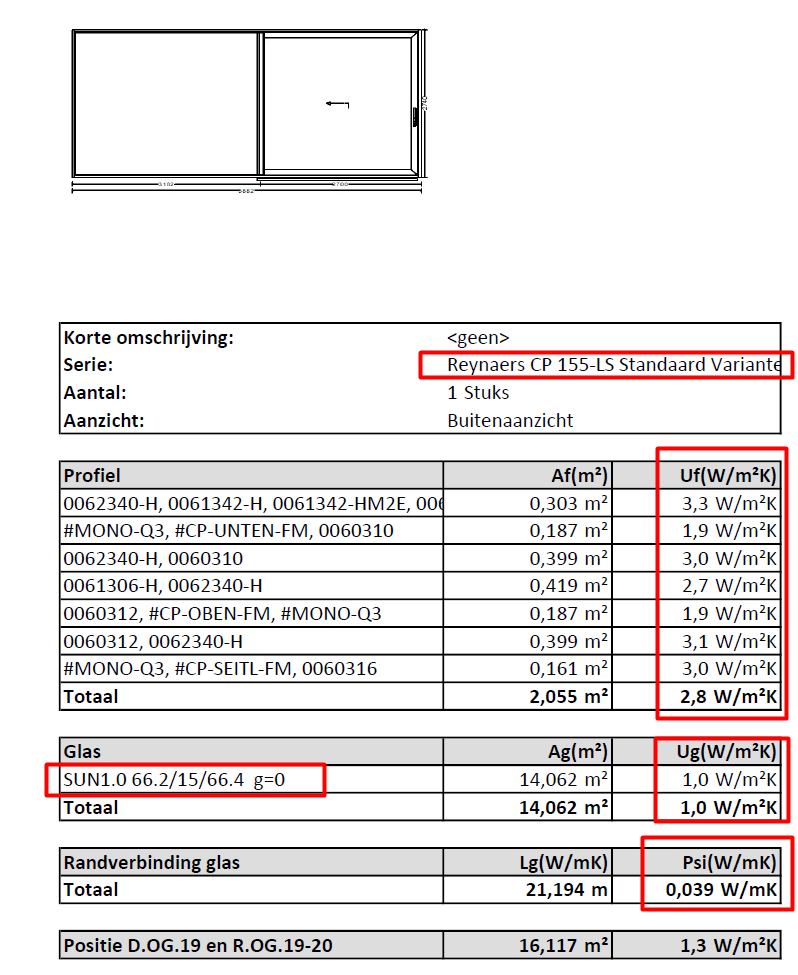 2740
3182 2700
5882
Korte omschrijving: <geen>
Serie: Reynaers CP 155-LS Standaard Variante
Aantal: 1 Stuks
Aanzicht: Buitenaanzicht
Profiel Af(m²) Uf(W/m²K)
0062340-H, 0061342-H, 0061342-HM2E, 006 0,303 m² 3,3 W/m²K
#MONO-Q3, #CP-UNTEN-FM, 0060310 0,187 m² 1,9 W/m²K
0062340-H, 0060310 0,399 m² 3,0 W/m²K
0061306-H, 0062340-H 0,419 m² 2,7 W/m²K
0060312, #CP-OBEN-FM, #MONO-Q3 0,187 m² 1,9 W/m²K
0060312, 0062340-H 0,399 m² 3,1 W/m²K
#MONO-Q3, #CP-SEITL-FM, 0060316 0,161 m² 3,0 W/m²K
Totaal 2,055 m² 2,8 W/m²K
Glas Ag(m²) Ug(W/m²K)
SUN1.0 66.2/15/66.4 g=0 14,062 m² 1,0 W/m²K
Totaal 14,062 m² 1,0 W/m²K
Randverbinding glas Lg(W/mK) Psi(W/mK)
Totaal 21,194 m 0,039 W/mK
Positie D.OG.19 en R.OG.19-20 16,117 m² 1,3 W/m²K